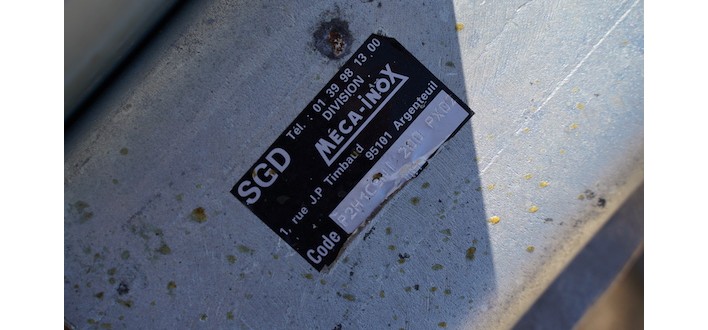 SGD
Tél. : 01 39 98 13 00
DIVISION
MÉCA-INOX
1, rue J.P Timbaud 95101 Argenteuil
Code